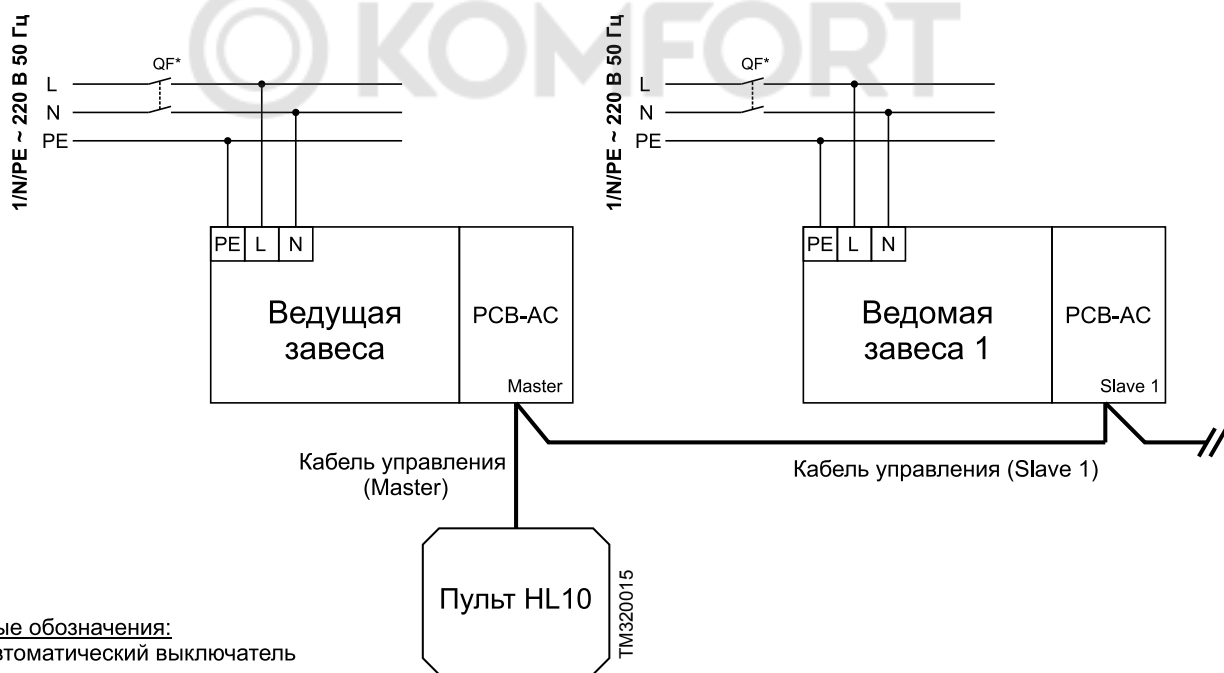 KOMFORT
1/N/PE ~ 220 В 50 Гц
QF*
L
N
PE
PE L N
Ведущая
завеса
PCB-AC
Master
1/N/PE ~ 220 В 50 Гц
QF*
L
N
PE
PE L N
Ведомая
завеса 1
PCB-AC
Slave 1
Кабель управления
(Master)
Кабель управления (Slave 1)
Пульт HL10
TM320015
ые обозначения:
втоматический выключатель